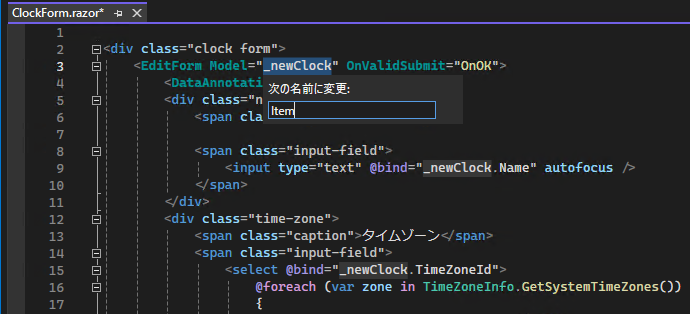 ClockForm.razor*
1
2 <div class="clock form">
3 <EditForm Model="_newClock" OnValidSubmit="OnOK">
4 <DataAnnotati
次の名前に変更:
5 <div class="n
Item
6 <span cla
7
8 <span class="input-field">
9 <input type="text" @bind="_newClock.Name" autofocus />
10 </span>
11 </div>
12 <div class="time-zone">
13 <span class="caption">タイムゾーン</span>
14 <span class="input-field">
15 <select @bind="_newClock.TimeZoneId">
16 @foreach (var zone in TimeZoneInfo.GetSystemTimeZones())
17 {